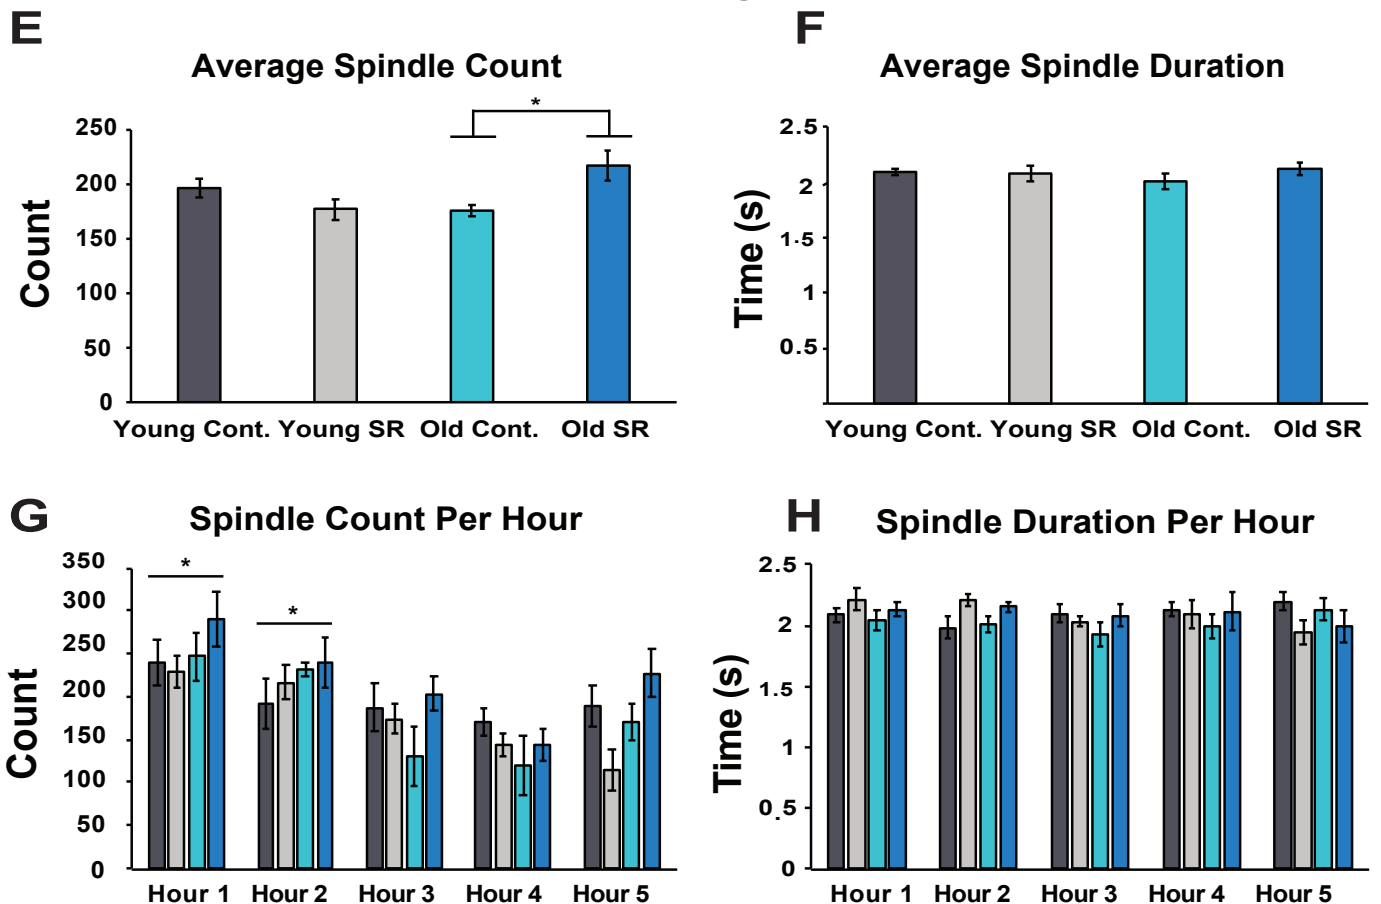 E
Average Spindle Count
*
250
200
150
100
50
0
Count
Young Cont. Young SR Old Cont. Old SR
F
Average Spindle Duration
2.5
2
1.5
1
0.5
Time (s)
Young Cont. Young SR Old Cont. Old SR
G
Spindle Count Per Hour
350
300
250
200
150
100
50
0
Count
*
*
Hour 1 Hour 2 Hour 3 Hour 4 Hour 5
H
Spindle Duration Per Hour
2.5
2
1.5
1
0.5
0
Time (s)
Hour 1 Hour 2 Hour 3 Hour 4 Hour 5